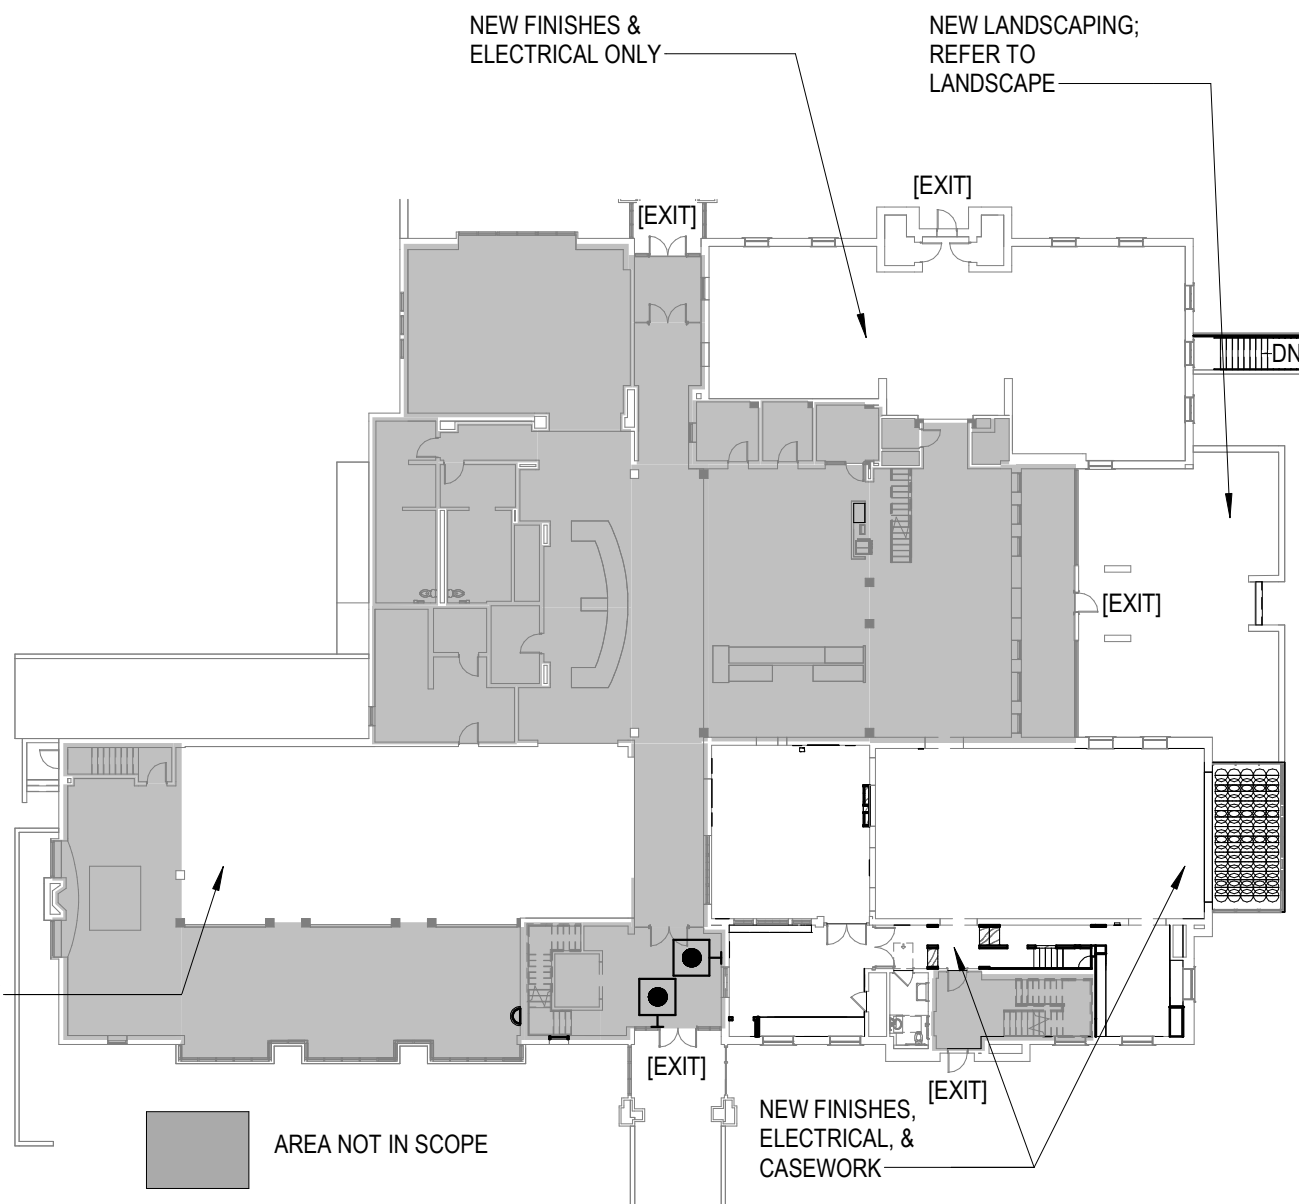 NEW FINISHES &
ELECTRICAL ONLY
NEW LANDSCAPING;
REFER TO
LANDSCAPE
[EXIT]
[EXIT]
DN
[EXIT]
[EXIT]
[EXIT]
NEW FINISHES,
ELECTRICAL, &
CASEWORK
AREA NOT IN SCOPE